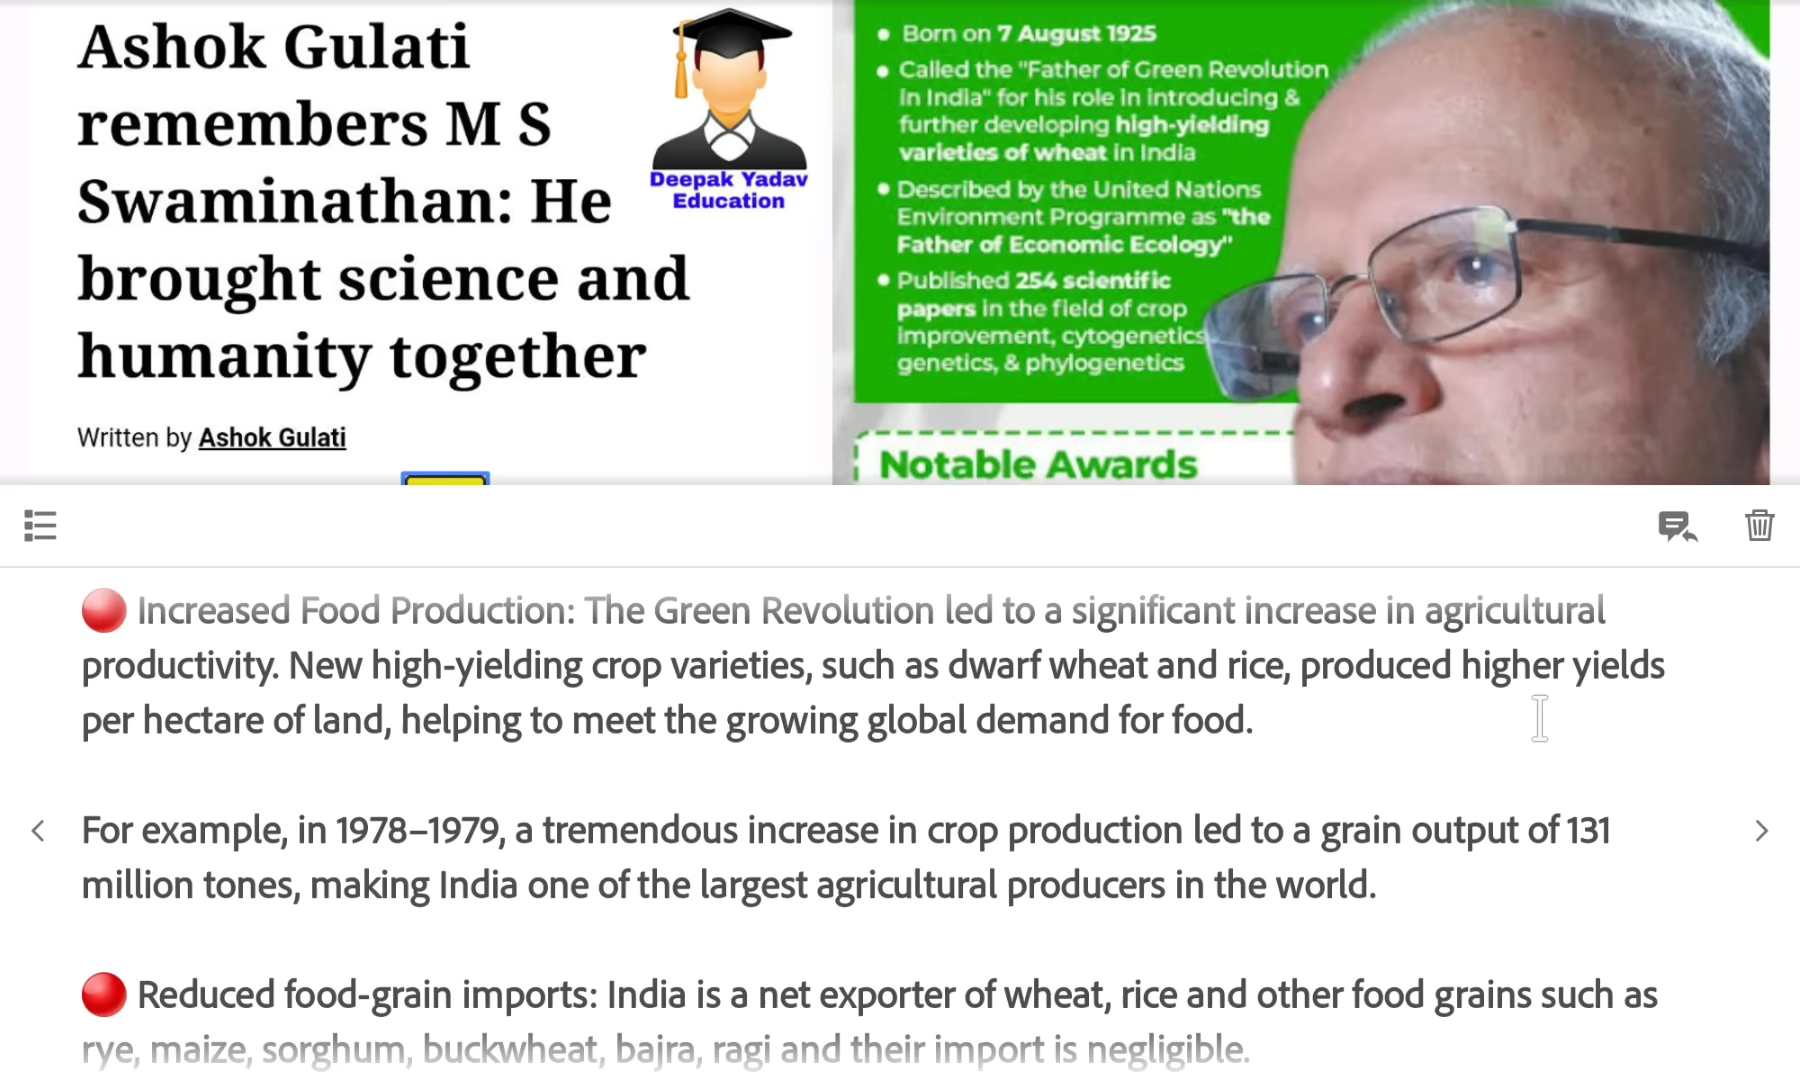 Ashok Gulati
remembers M S
Swaminathan: He
brought science and
humanity together
Written by Ashok Gulati
Deepak Yadav
Education
Born on 7 August 1925
Called the "Father of Green Revolution
in India" for his role in introducing &
further developing high-yielding
varieties of wheat in India
Described by the United Nations
Environment Programme as "the
Father of Economic Ecology"
Published 254 scientific
papers in the field of crop
improvement, cytogenetics
genetics, & phylogenetics
Notable Awards
🔴 Increased Food Production: The Green Revolution led to a significant increase in agricultural
productivity. New high-yielding crop varieties, such as dwarf wheat and rice, produced higher yields
per hectare of land, helping to meet the growing global demand for food.
For example, in 1978–1979, a tremendous increase in crop production led to a grain output of 131
million tones, making India one of the largest agricultural producers in the world.
🔴 Reduced food-grain imports: India is a net exporter of wheat, rice and other food grains such as
rye, maize, sorghum, buckwheat, bajra, ragi and their import is negligible.